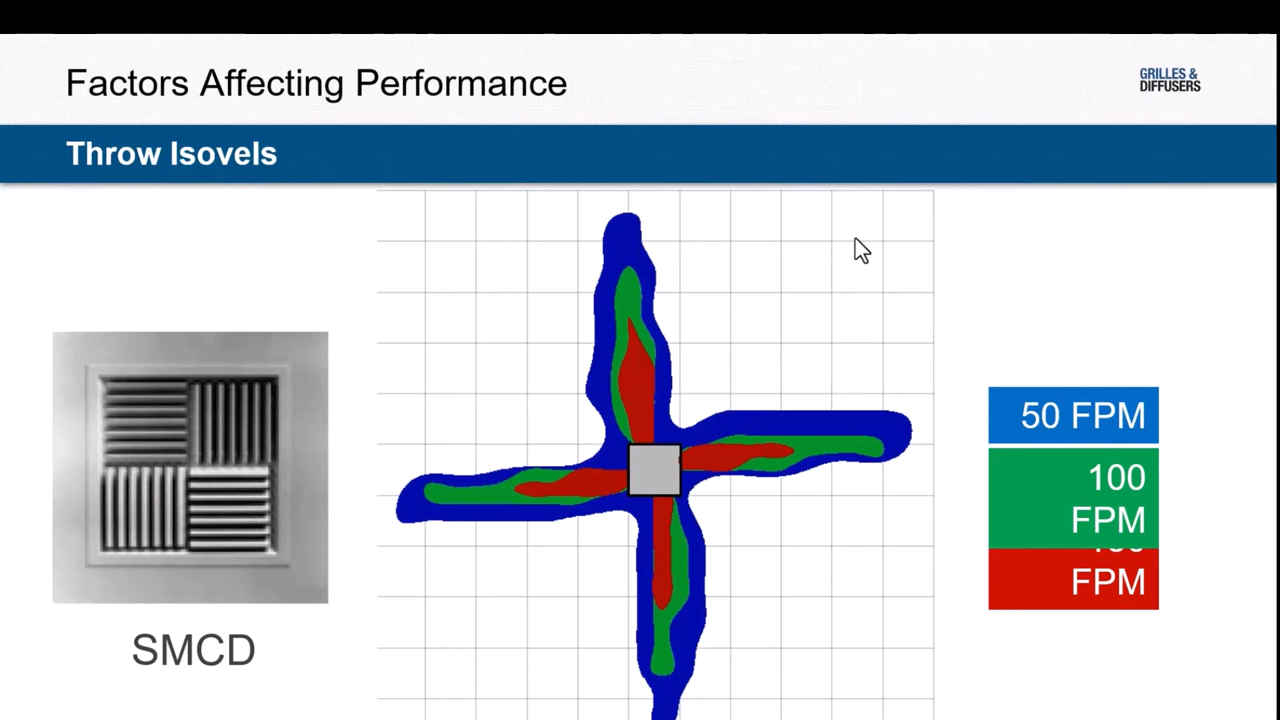 Factors Affecting Performance
GRILLES &
DIFFUSERS
Throw Isovels
50 FPM
100
FPM
FPM
SMCD